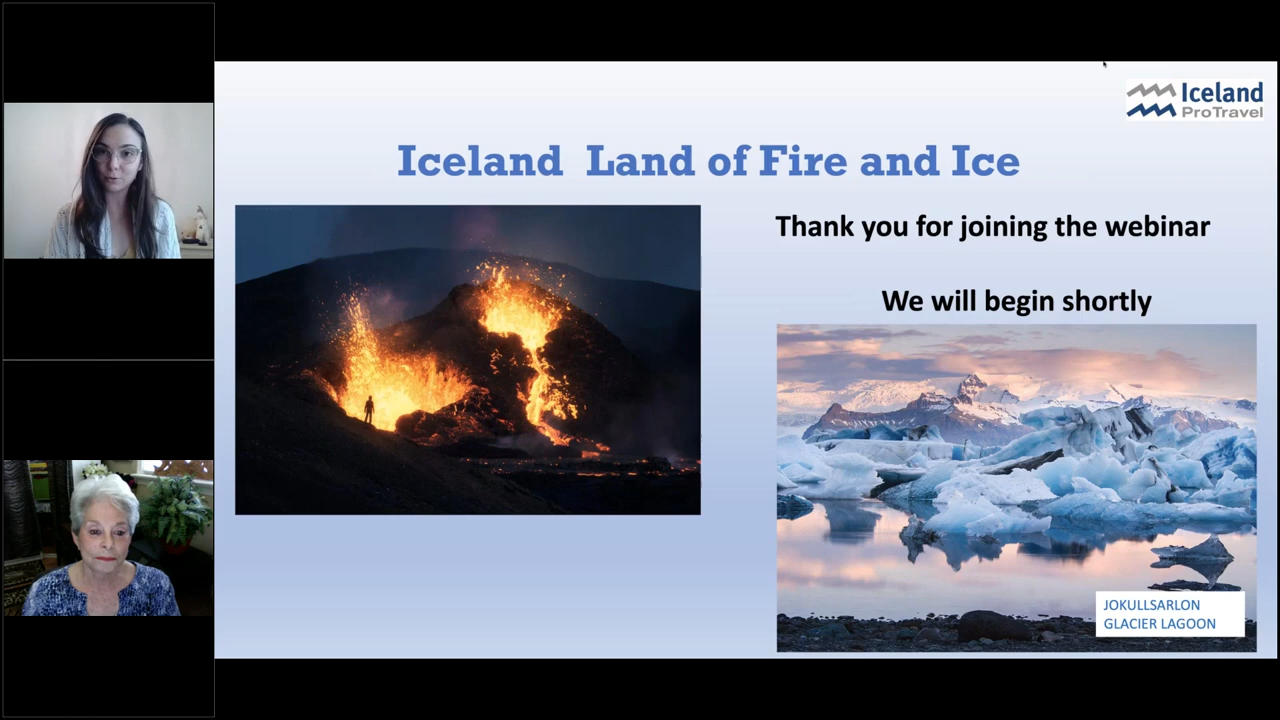 Iceland
ProTravel
Iceland  Land of Fire and Ice
Thank you for joining the webinar
We will begin shortly
JOKULLSARLON
GLACIER LAGOON